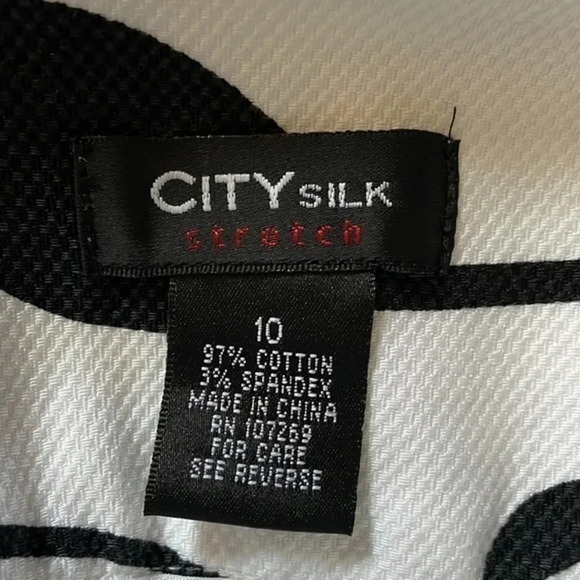 CITY SILK
stretch
10
97% COTTON
3% SPANDEX
MADE IN CHINA
RN 107269
FOR CARE
SEE REVERSE